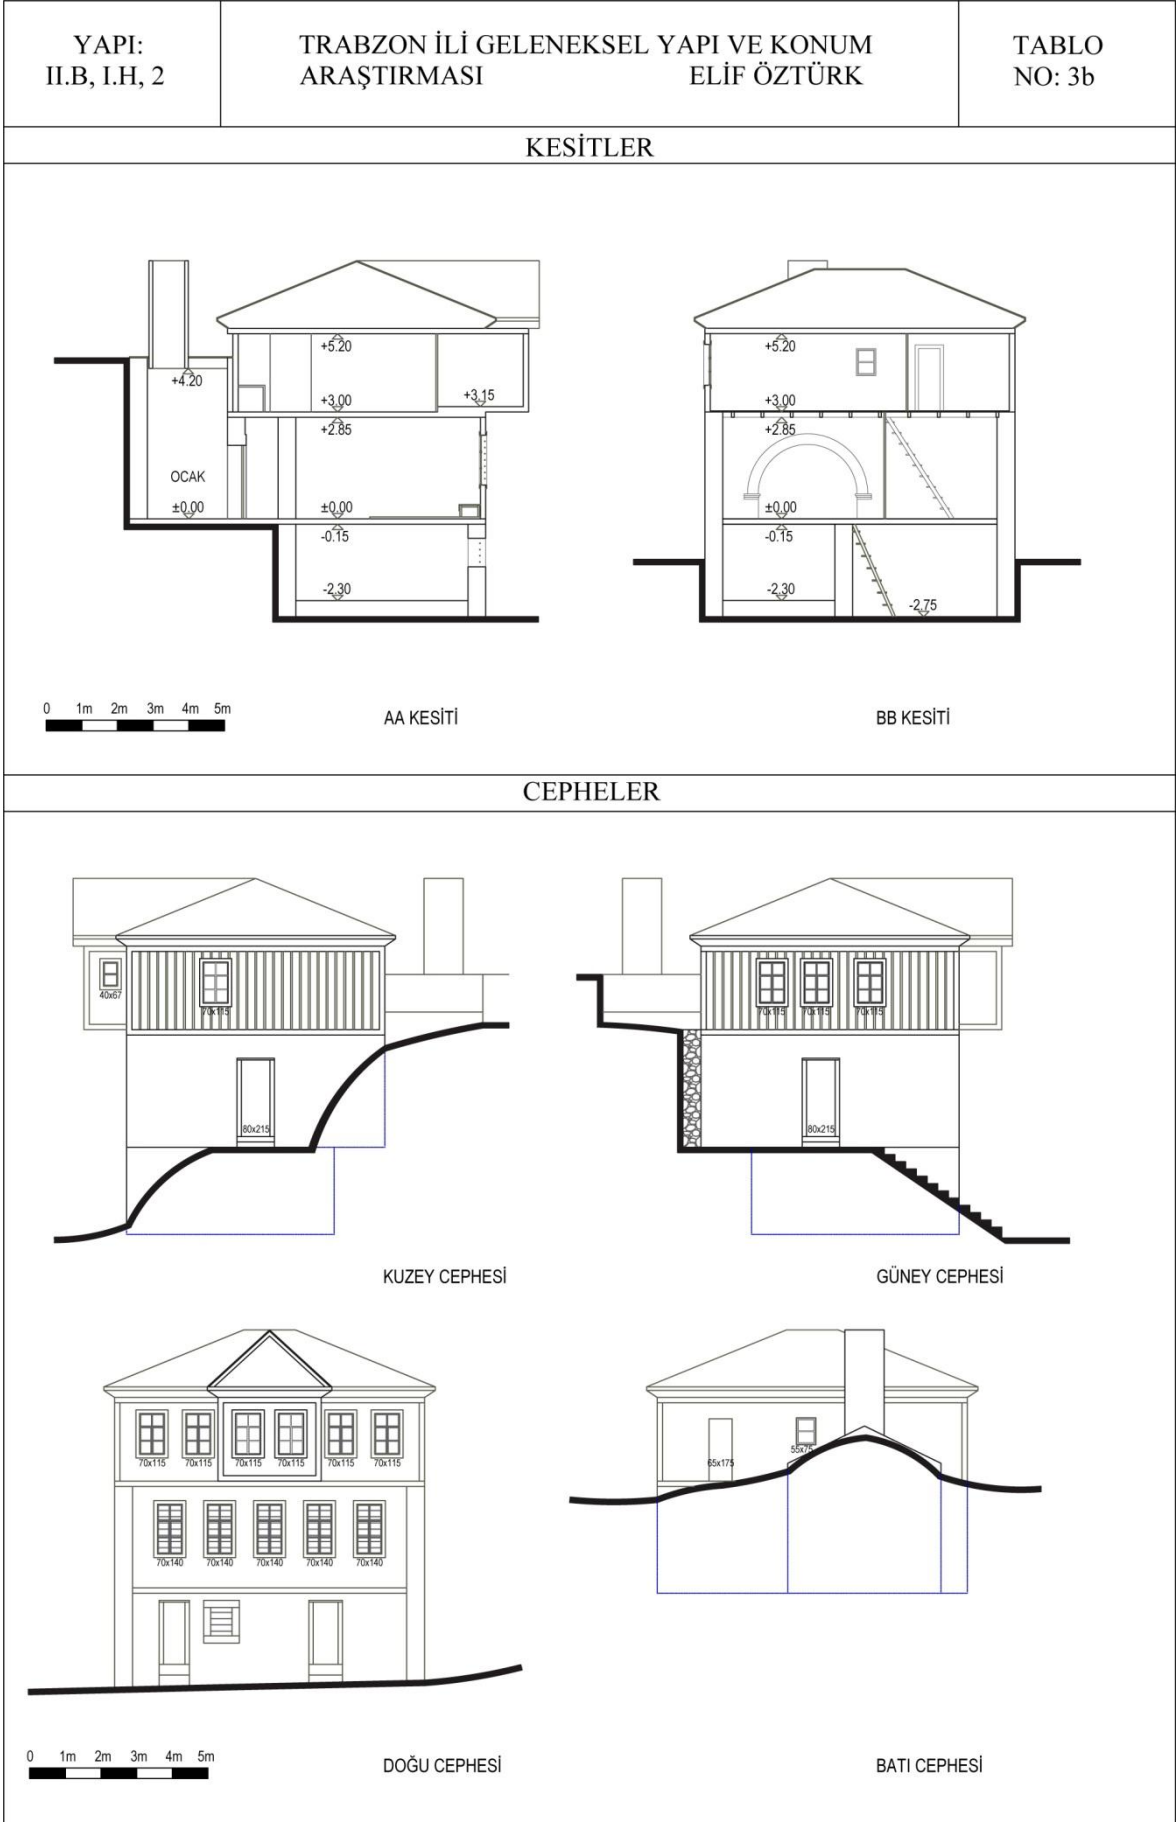 YAPI:
II.B, I.H, 2
TRABZON İLİ GELENEKSEL YAPI VE KONUM
ARAŞTIRMASI ELİF ÖZTÜRK
TABLO
NO: 3b
KESİTLER
+5.20
+4.20
+3.00
+3.15
+2.85
OCAK
±0.00
±0.00
-0.15
-2.30
+5.20
+3.00
+2.85
±0.00
-0.15
-2.30
-2.75
0 1m 2m 3m 4m 5m
AA KESİTİ
BB KESİTİ
CEPHELER
40x67
70x115
80x215
70x115 70x115 70x115
80x215
KUZEY CEPHESİ
GÜNEY CEPHESİ
70x115 70x115 70x115 70x115 70x115 70x115
70x140 70x140 70x140 70x140 70x140
55x75
65x175
0 1m 2m 3m 4m 5m
DOĞU CEPHESİ
BATI CEPHESİ